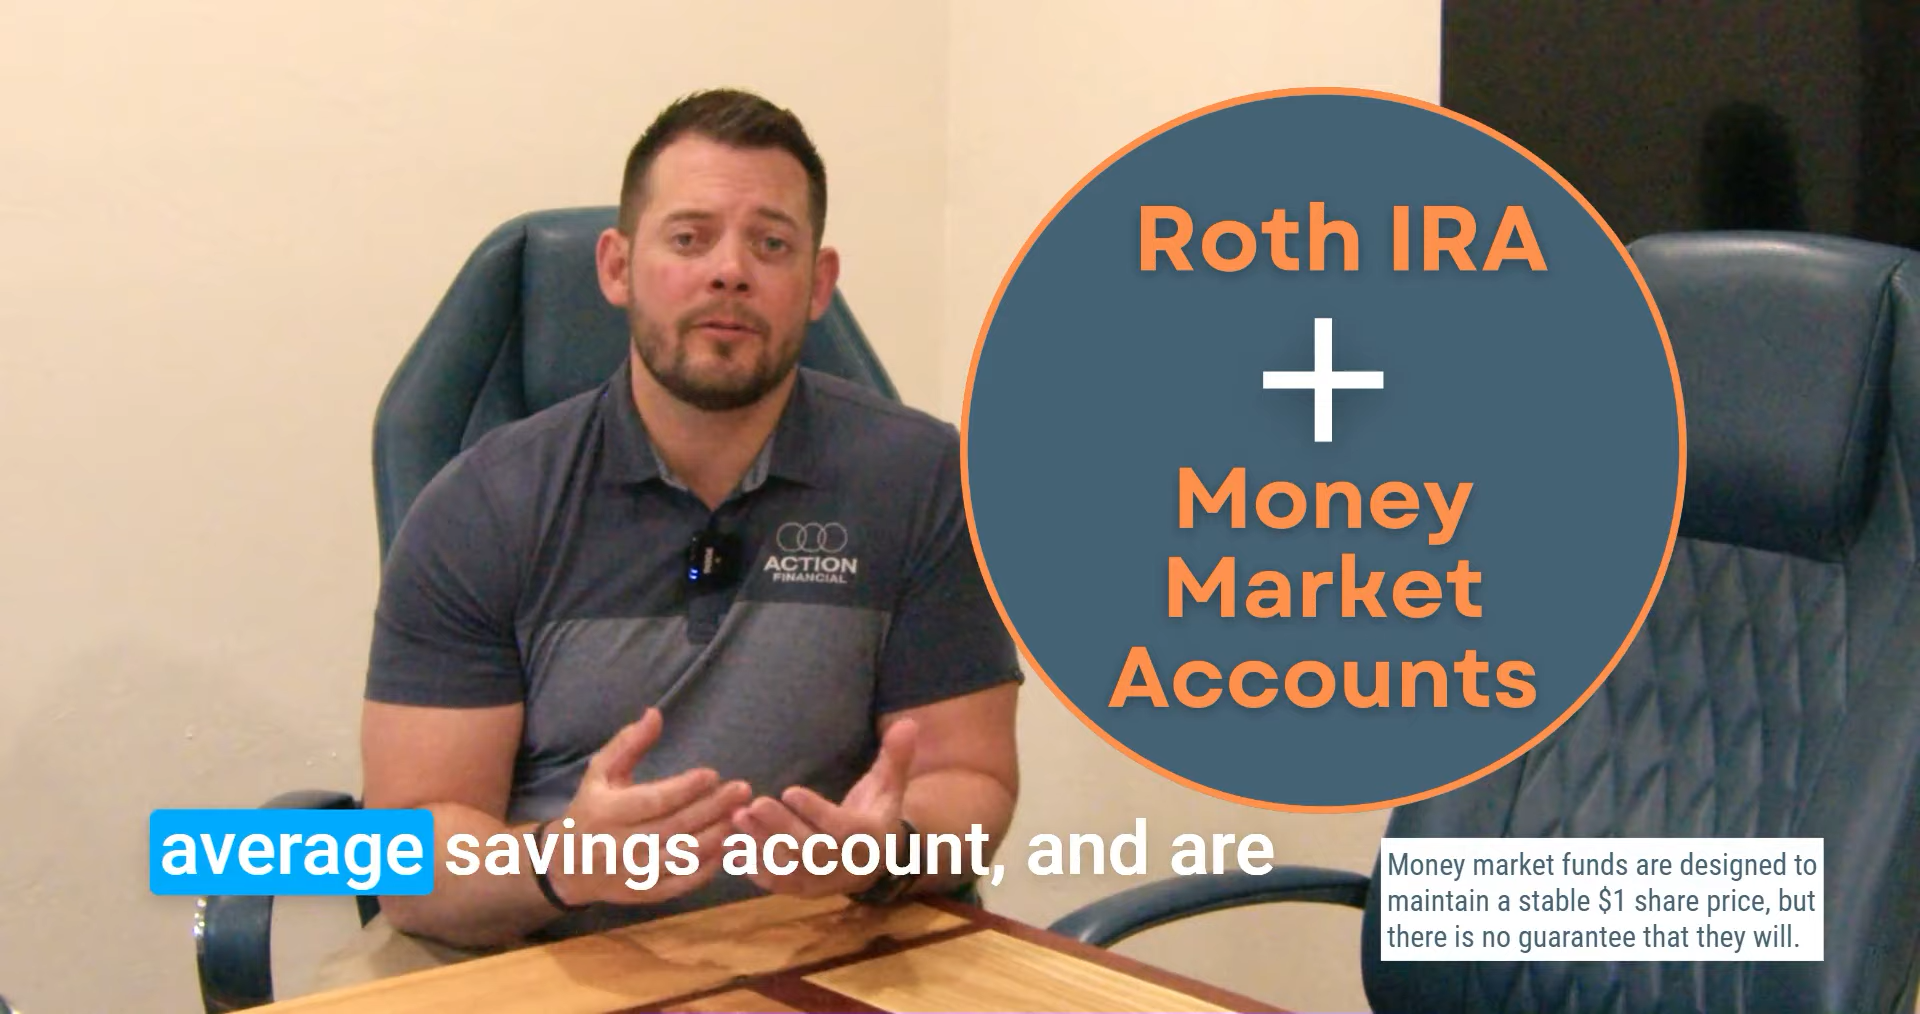 Roth IRA
+
Money
Market
Accounts
ACTION
FINANCIAL
average savings account, and are
Money market funds are designed to
maintain a stable $1 share price, but
there is no guarantee that they will.